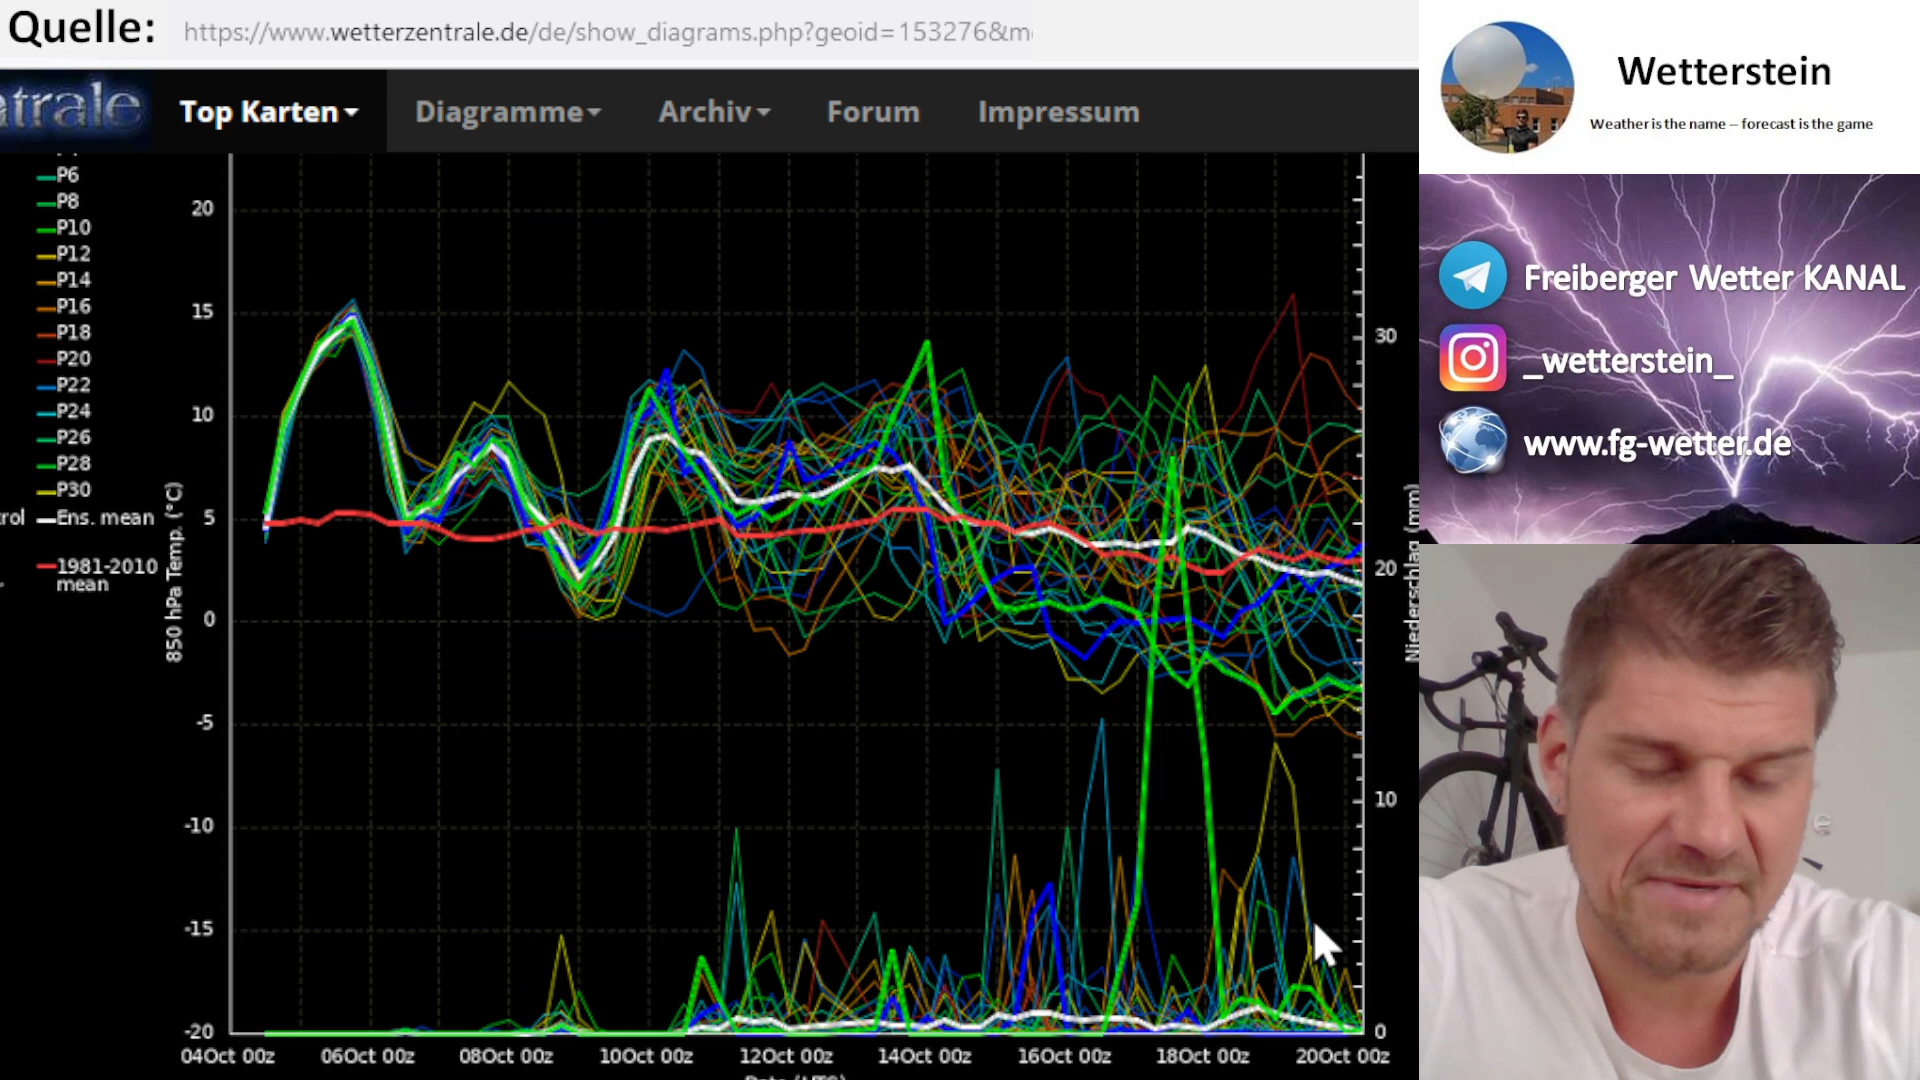 Quelle:
https://www.wetterzentrale.de/de/show_diagrams.php?geoid=153276&m
Wetterstein
Weather is the name – forecast is the game
ntrale
Top Karten
Diagramme
Archiv
Forum
Impressum
P6
P8
P10
P12
P14
P16
P18
P20
P22
P24
P26
P28
P30
rol
Ens. mean
1981-2010
mean
850 hPa Temp. (°C)
20
15
10
5
0
-5
-10
-15
-20
30
20
10
0
Niederschlag (mm)
04Oct 00z
06Oct 00z
08Oct 00z
10Oct 00z
12Oct 00z
14Oct 00z
16Oct 00z
18Oct 00z
20Oct 00z
Freiberger Wetter KANAL
_wetterstein_
www.fg-wetter.de